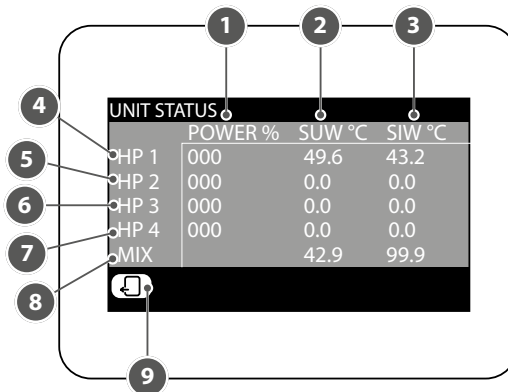 1 2 3
4
5
6
7
8
9
UNIT STATUS
POWER % SUW °C SIW °C
HP 1 000 49.6 43.2
HP 2 000 0.0 0.0
HP 3 000 0.0 0.0
HP 4 000 0.0 0.0
MIX 42.9 99.9